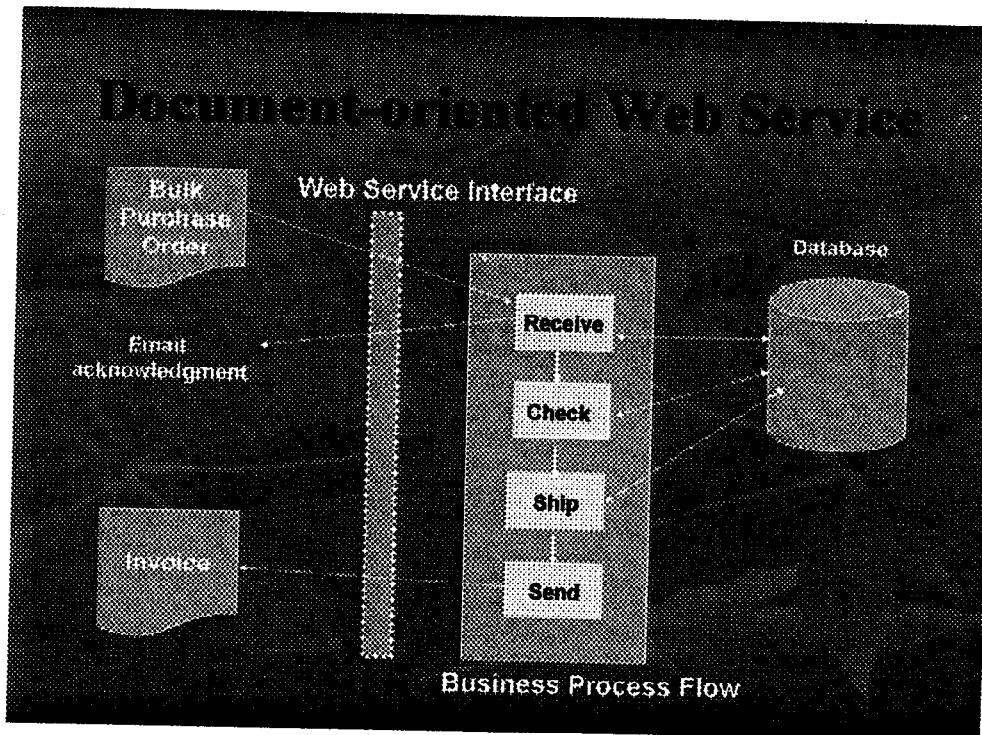 Document-oriented Web Service
Bulk
Purchase
Order
Web Service Interface
Database
Receive
Email
acknowledgment
Check
Ship
Invoice
Send
Business Process Flow